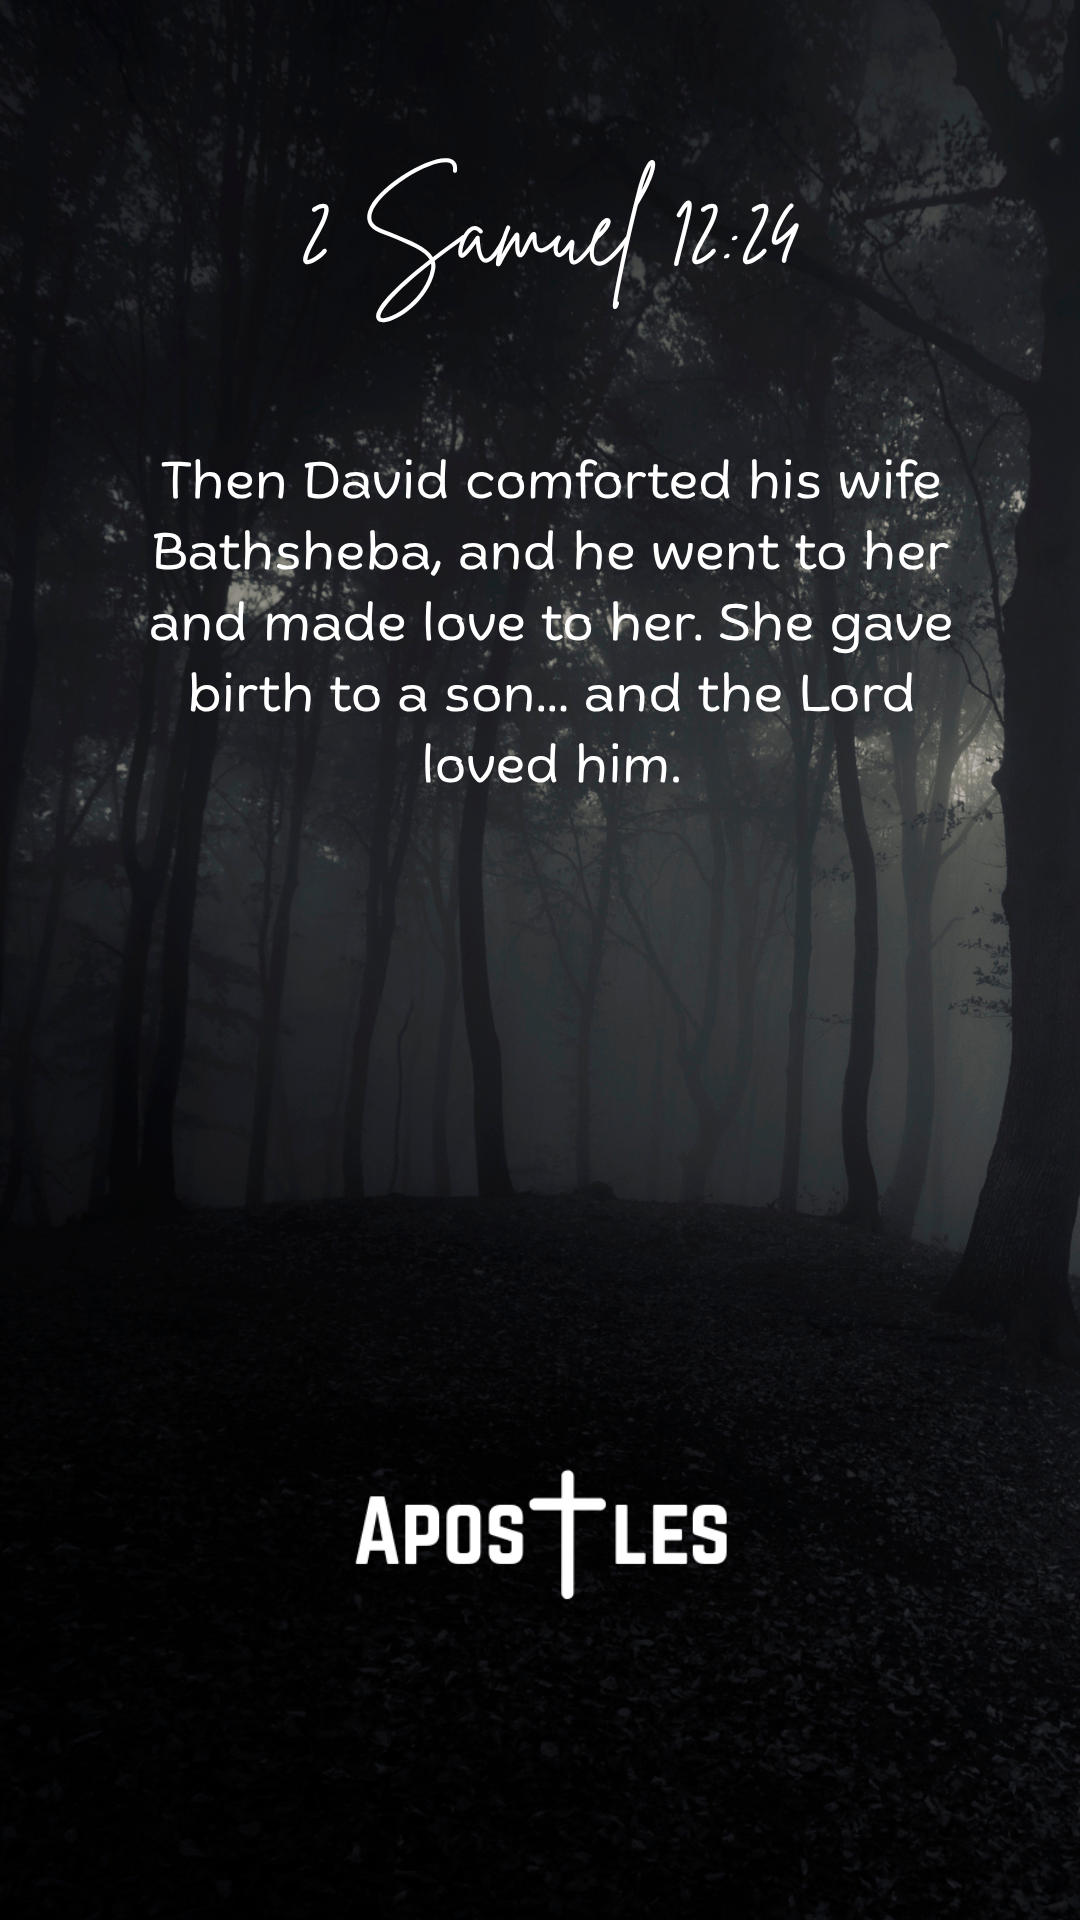 2 Samuel 12:24
Then David comforted his wife
Bathsheba, and he went to her
and made love to her. She gave
birth to a son... and the Lord
loved him.
APOSTLES